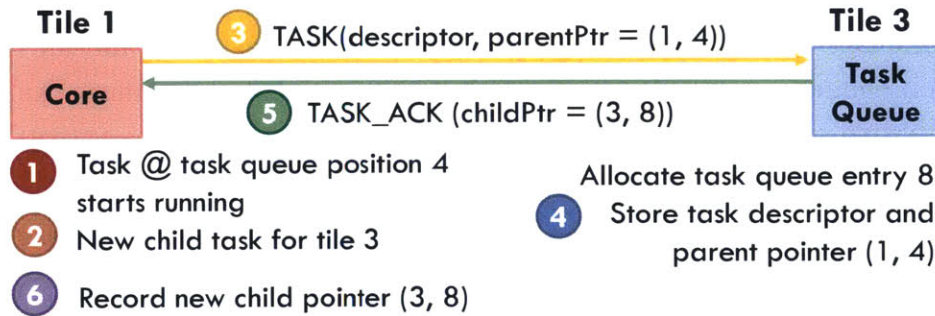 Tile 1
Tile 3
3 TASK(descriptor, parentPtr = (1, 4))
Core
Task
Queue
5 TASK_ACK (childPtr = (3, 8))
1 Task @ task queue position 4
starts running
2 New child task for tile 3
6 Record new child pointer (3, 8)
Allocate task queue entry 8
4 Store task descriptor and
parent pointer (1, 4)